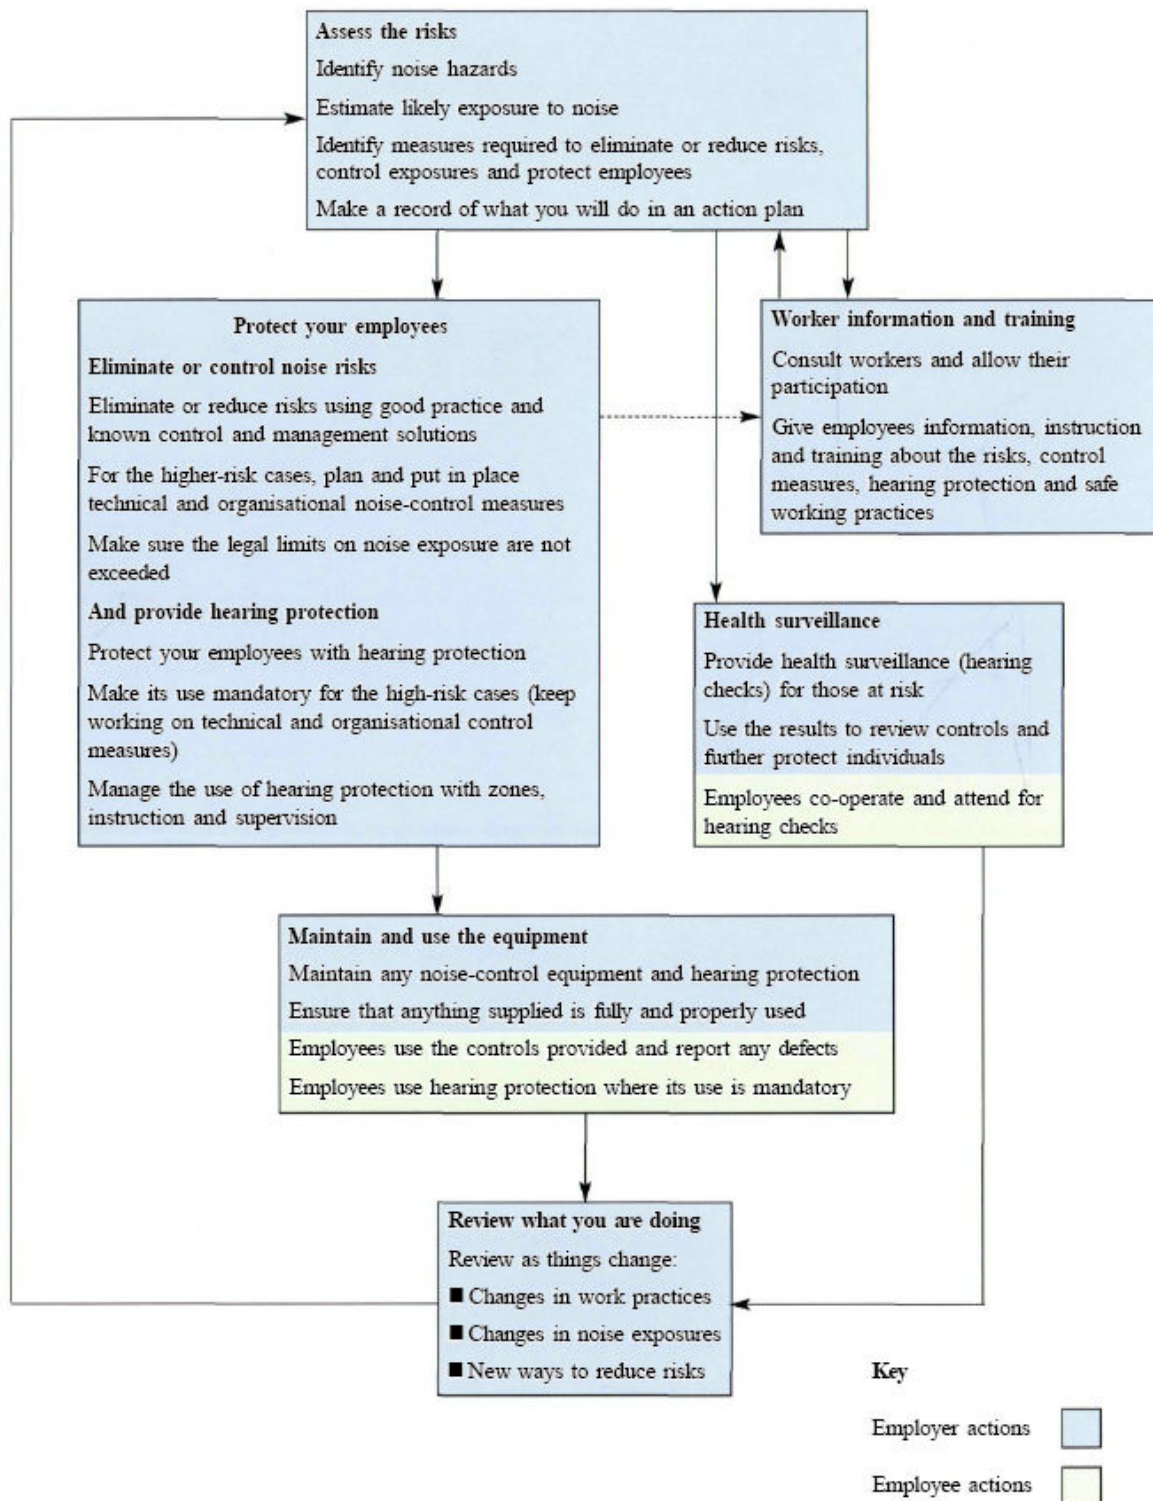 Assess the risks
Identify noise hazards
Estimate likely exposure to noise
Identify measures required to eliminate or reduce risks,
control exposures and protect employees
Make a record of what you will do in an action plan
Protect your employees
Eliminate or control noise risks
Eliminate or reduce risks using good practice and
known control and management solutions
For the higher-risk cases, plan and put in place
technical and organisational noise-control measures
Make sure the legal limits on noise exposure are not
exceeded
And provide hearing protection
Protect your employees with hearing protection
Make its use mandatory for the high-risk cases (keep
working on technical and organisational control
measures)
Manage the use of hearing protection with zones,
instruction and supervision
Worker information and training
Consult workers and allow their
participation
Give employees information, instruction
and training about the risks, control
measures, hearing protection and safe
working practices
Health surveillance
Provide health surveillance (hearing
checks) for those at risk
Use the results to review controls and
further protect individuals
Employees co-operate and attend for
hearing checks
Maintain and use the equipment
Maintain any noise-control equipment and hearing protection
Ensure that anything supplied is fully and properly used
Employees use the controls provided and report any defects
Employees use hearing protection where its use is mandatory
Review what you are doing
Review as things change:
■ Changes in work practices
■ Changes in noise exposures
■ New ways to reduce risks
Key
Employer actions
Employee actions